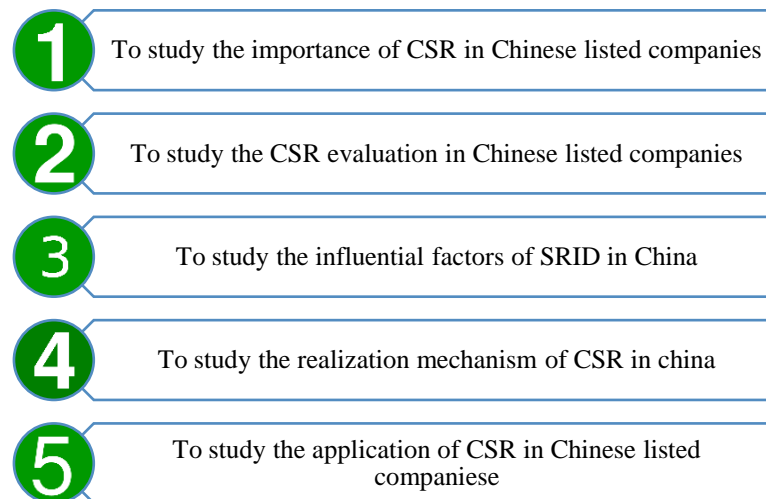 1 To study the importance of CSR in Chinese listed companies
2 To study the CSR evaluation in Chinese listed companies
3 To study the influential factors of SRID in China
4 To study the realization mechanism of CSR in china
5 To study the application of CSR in Chinese listed
companiese